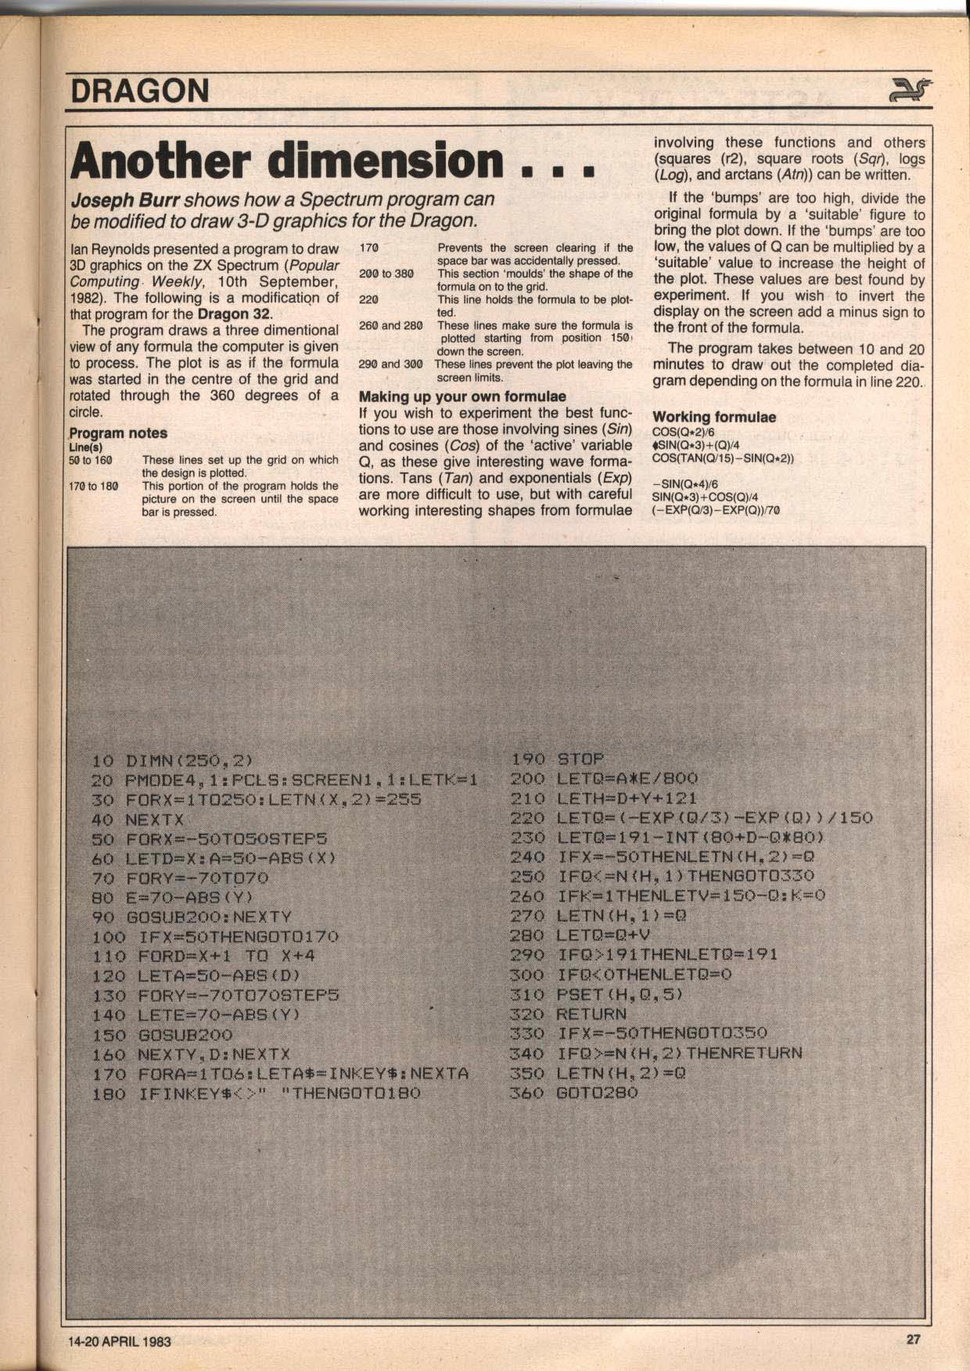 DRAGON
Another dimension . . .
Joseph Burr shows how a Spectrum program can
be modified to draw 3-D graphics for the Dragon.
Ian Reynolds presented a program to draw
3D graphics on the ZX Spectrum (Popular
Computing Weekly, 10th September,
1982). The following is a modification of
that program for the Dragon 32.
The program draws a three dimentional
view of any formula the computer is given
to process. The plot is as if the formula
was started in the centre of the grid and
rotated through the 360 degrees of a
circle.
Program notes
Line(s)
50 to 160 These lines set up the grid on which
the design is plotted.
170 to 180 This portion of the program holds the
picture on the screen until the space
bar is pressed.
170 Prevents the screen clearing if the
space bar was accidentally pressed.
200 to 380 This section 'moulds' the shape of the
formula on to the grid.
220 This line holds the formula to be plot-
ted.
260 and 280 These lines make sure the formula is
plotted starting from position 150
down the screen.
290 and 300 These lines prevent the plot leaving the
screen limits.
Making up your own formulae
If you wish to experiment the best func-
tions to use are those involving sines (Sin)
and cosines (Cos) of the 'active' variable
Q, as these give interesting wave forma-
tions. Tans (Tan) and exponentials (Exp)
are more difficult to use, but with careful
working interesting shapes from formulae
involving these functions and others
(squares (r2), square roots (Sqr), logs
(Log), and arctans (Atn)) can be written.
If the 'bumps' are too high, divide the
original formula by a 'suitable' figure to
bring the plot down. If the 'bumps' are too
low, the values of Q can be multiplied by a
'suitable' value to increase the height of
the plot. These values are best found by
experiment. If you wish to invert the
display on the screen add a minus sign to
the front of the formula.
The program takes between 10 and 20
minutes to draw out the completed dia-
gram depending on the formula in line 220.
Working formulae
COS(Q*2)/6
♦SIN(Q*3)+(Q)/4
COS(TAN(Q/15)−SIN(Q*2))
−SIN(Q*4)/6
SIN(Q*3)+COS(Q)/4
(−EXP(Q/3)−EXP(Q))/70
10 DIMN(250,2)
20 PMODE4,1:PCLS:SCREEN1,1:LETK=1
30 FORX=1TO250:LETN(X,2)=255
40 NEXTX
50 FORX=-50TO50STEP5
60 LETD=X:A=50-ABS(X)
70 FORY=-70TO70
80 E=70-ABS(Y)
90 GOSUB200:NEXTY
100 IFX=50THENGOTO170
110 FORD=X+1 TO X+4
120 LETA=50-ABS(D)
130 FORY=-70TO70STEP5
140 LETE=70-ABS(Y)
150 GOSUB200
160 NEXTY,D:NEXTX
170 FORA=1TO6:LETA$=INKEY$:NEXTA
180 IFINKEY$<>" "THENGOTO180
190 STOP
200 LETQ=A*E/800
210 LETH=D+Y+121
220 LETQ=(-EXP(Q/3)-EXP(Q))/150
230 LETQ=191-INT(80+D-Q*80)
240 IFX=-50THENLETN(H,2)=Q
250 IFQ<=N(H,1)THENGOTO330
260 IFK=1THENLETV=150-Q:K=0
270 LETN(H,1)=Q
280 LETQ=Q+V
290 IFQ>191THENLETQ=191
300 IFQ<0THENLETQ=0
310 PSET(H,Q,5)
320 RETURN
330 IFX=-50THENGOTO350
340 IFQ>=N(H,2)THENRETURN
350 LETN(H,2)=Q
360 GOTO280
14-20 APRIL 1983
27